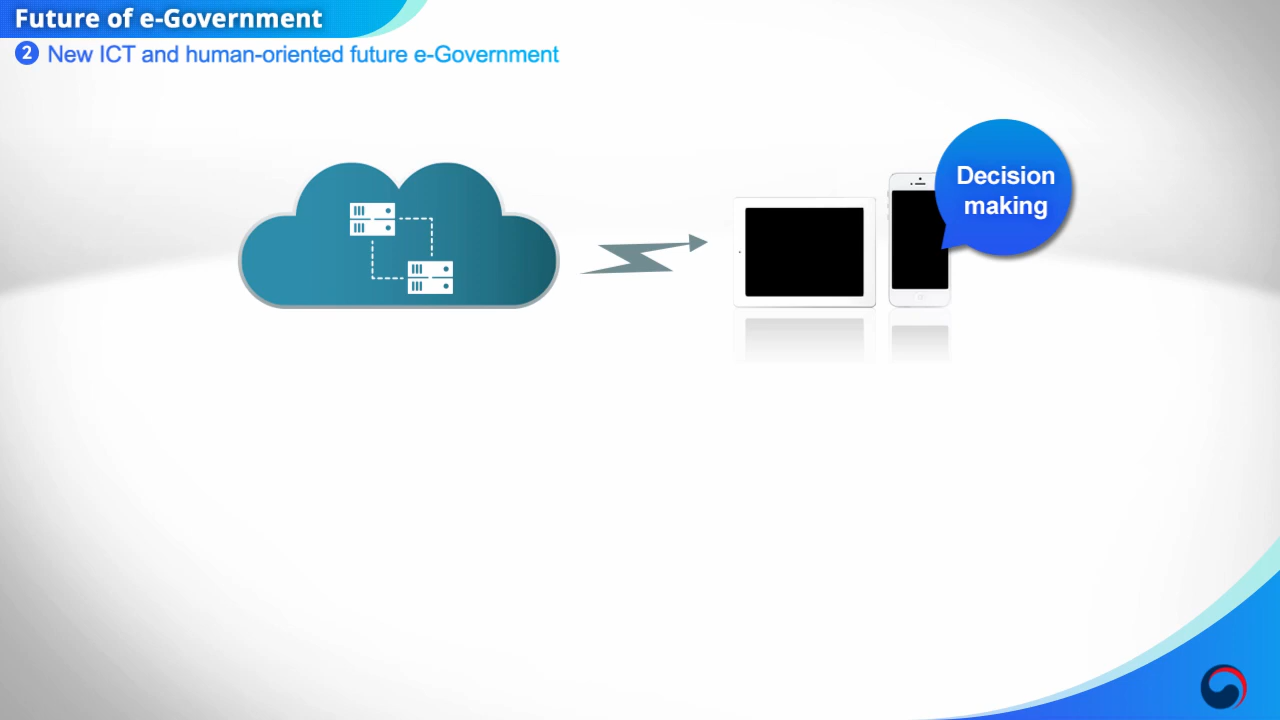 Future of e-Government
2 New ICT and human-oriented future e-Government
Decision
making